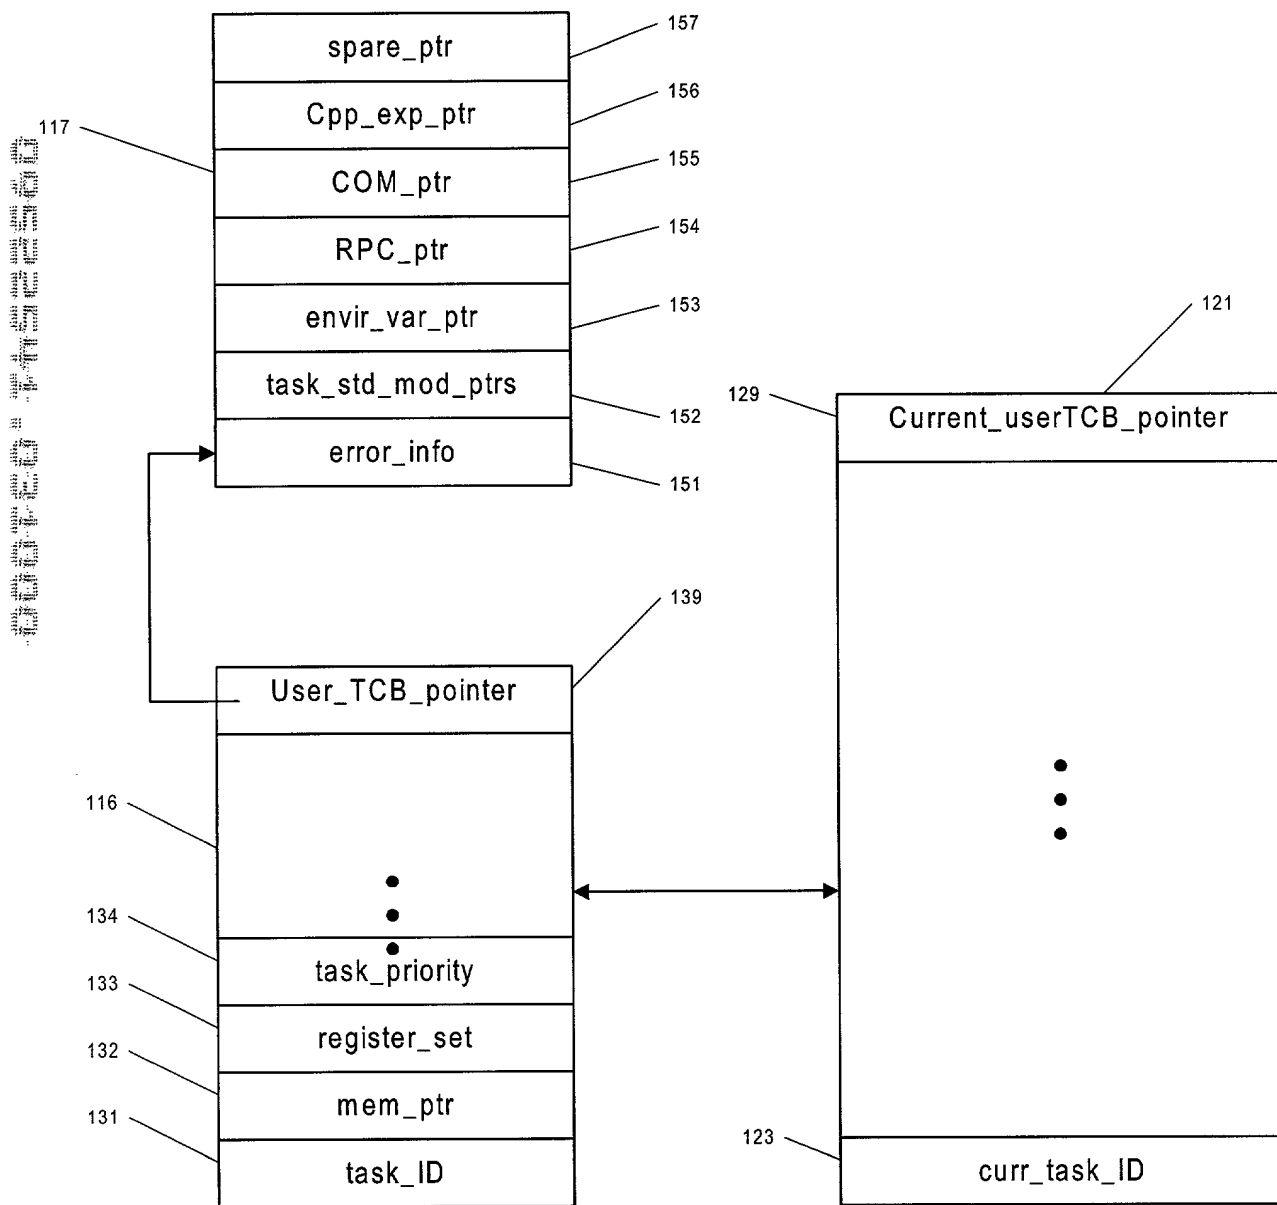 157
spare_ptr
156
Cpp_exp_ptr
117
155
COM_ptr
154
RPC_ptr
153
envir_var_ptr
121
task_std_mod_ptrs
152
129
Current_userTCB_pointer
error_info
151
139
User_TCB_pointer
116
134
task_priority
133
register_set
132
mem_ptr
131
task_ID
123
curr_task_ID